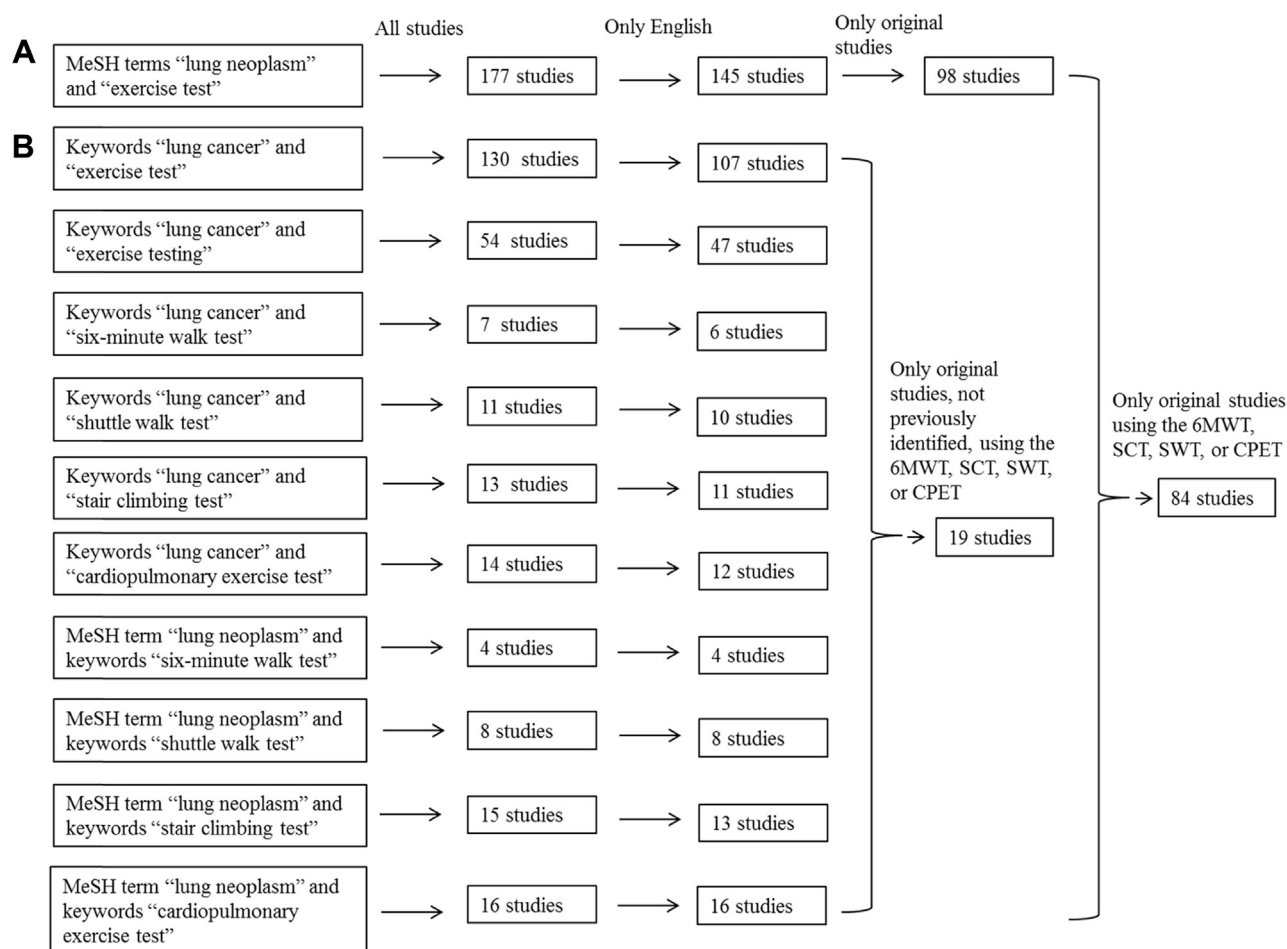 All studies
Only English
Only original
studies
A
MeSH terms “lung neoplasm”
and “exercise test”
177 studies
145 studies
98 studies
B
Keywords “lung cancer” and
“exercise test”
130 studies
107 studies
Keywords “lung cancer” and
“exercise testing”
54 studies
47 studies
Keywords “lung cancer” and
“six-minute walk test”
7 studies
6 studies
Keywords “lung cancer” and
“shuttle walk test”
11 studies
10 studies
Keywords “lung cancer” and
“stair climbing test”
13 studies
11 studies
Keywords “lung cancer” and
“cardiopulmonary exercise test”
14 studies
12 studies
MeSH term “lung neoplasm” and
keywords “six-minute walk test”
4 studies
4 studies
MeSH term “lung neoplasm” and
keywords “shuttle walk test”
8 studies
8 studies
MeSH term “lung neoplasm” and
keywords “stair climbing test”
15 studies
13 studies
MeSH term “lung neoplasm” and
keywords “cardiopulmonary
exercise test”
16 studies
16 studies
Only original
studies, not
previously
identified, using the
6MWT, SCT, SWT,
or CPET
19 studies
Only original studies
using the 6MWT,
SCT, SWT, or CPET
84 studies